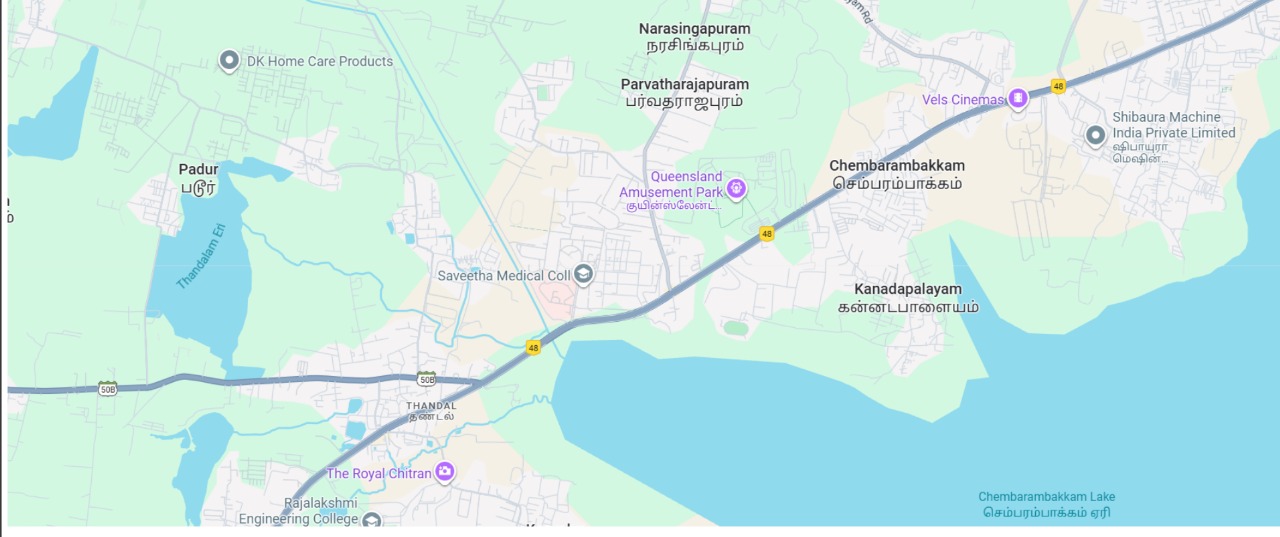 yam Rd
Narasingapuram
நரசிங்கபுரம்
DK Home Care Products
Parvatharajapuram
பர்வதராஜபுரம்
48
Vels Cinemas
Shibaura Machine
India Private Limited
ஷிபாயுரா
மெஷின்...
Padur
படூர்
Chembarambakkam
செம்பரம்பாக்கம்
Queensland
Amusement Park
குயின்ஸ்லேன்ட்...
48
Thandalam Eri
Saveetha Medical Coll
Kanadapalayam
கன்னடபாளையம்
48
50B
50B
THANDAL
தண்டல்
The Royal Chitran
Rajalakshmi
Engineering College
Chembarambakkam Lake
செம்பரம்பாக்கம் ஏரி